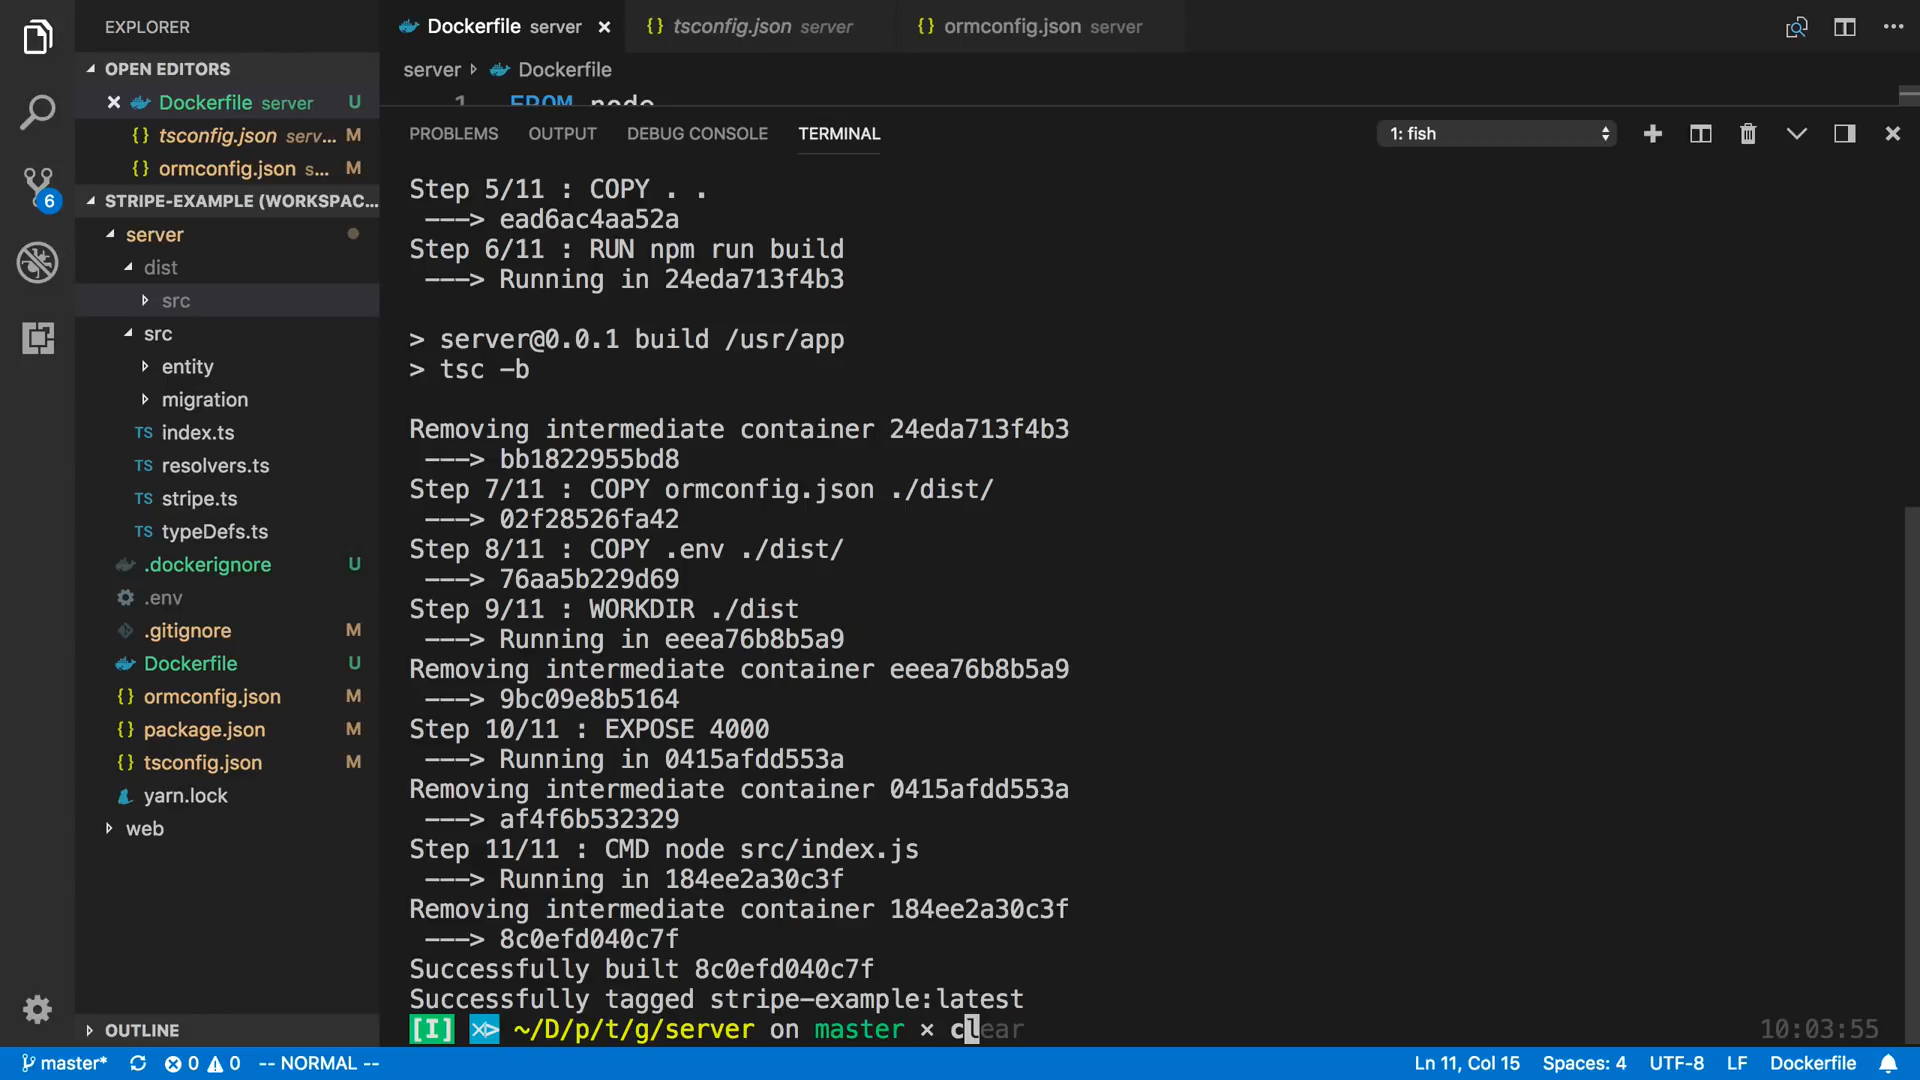 EXPLORER
OPEN EDITORS
Dockerfile server U
{} tsconfig.json serv... M
{} ormconfig.json s... M
STRIPE-EXAMPLE (WORKSPAC...
server
dist
src
src
entity
migration
TS index.ts
TS resolvers.ts
TS stripe.ts
TS typeDefs.ts
.dockerignore U
.env
.gitignore M
Dockerfile U
{} ormconfig.json M
{} package.json M
{} tsconfig.json M
yarn.lock
web
OUTLINE
6
Dockerfile server
{} tsconfig.json server
{} ormconfig.json server
server Dockerfile
1 FROM node
PROBLEMS OUTPUT DEBUG CONSOLE TERMINAL
1: fish
Step 5/11 : COPY . .
---> ead6ac4aa52a
Step 6/11 : RUN npm run build
---> Running in 24eda713f4b3
> server@0.0.1 build /usr/app
> tsc -b
Removing intermediate container 24eda713f4b3
---> bb1822955bd8
Step 7/11 : COPY ormconfig.json ./dist/
---> 02f28526fa42
Step 8/11 : COPY .env ./dist/
---> 76aa5b229d69
Step 9/11 : WORKDIR ./dist
---> Running in eeea76b8b5a9
Removing intermediate container eeea76b8b5a9
---> 9bc09e8b5164
Step 10/11 : EXPOSE 4000
---> Running in 0415afdd553a
Removing intermediate container 0415afdd553a
---> af4f6b532329
Step 11/11 : CMD node src/index.js
---> Running in 184ee2a30c3f
Removing intermediate container 184ee2a30c3f
---> 8c0efd040c7f
Successfully built 8c0efd040c7f
Successfully tagged stripe-example:latest
[I] ~/D/p/t/g/server on master × clear 10:03:55
master* 0 0 -- NORMAL -- Ln 11, Col 15 Spaces: 4 UTF-8 LF Dockerfile